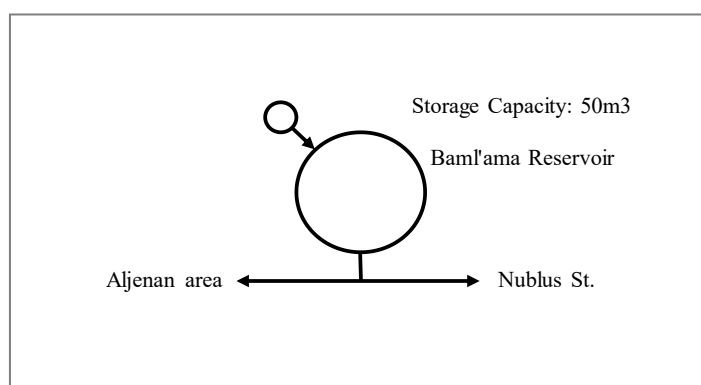 Storage Capacity: 50m3
Baml'ama Reservoir
Aljenan area
Nublus St.